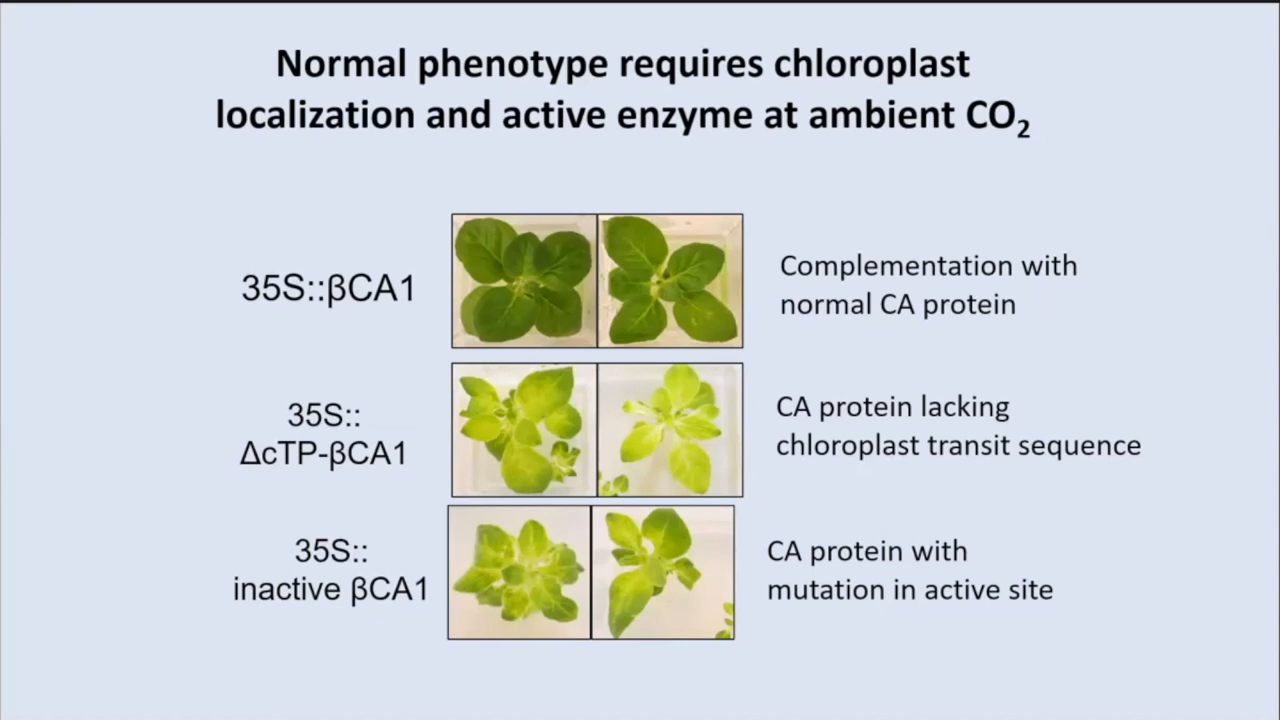 Normal phenotype requires chloroplast
localization and active enzyme at ambient CO₂
35S::βCA1
Complementation with
normal CA protein
35S::
ΔcTP-βCA1
CA protein lacking
chloroplast transit sequence
35S::
inactive βCA1
CA protein with
mutation in active site